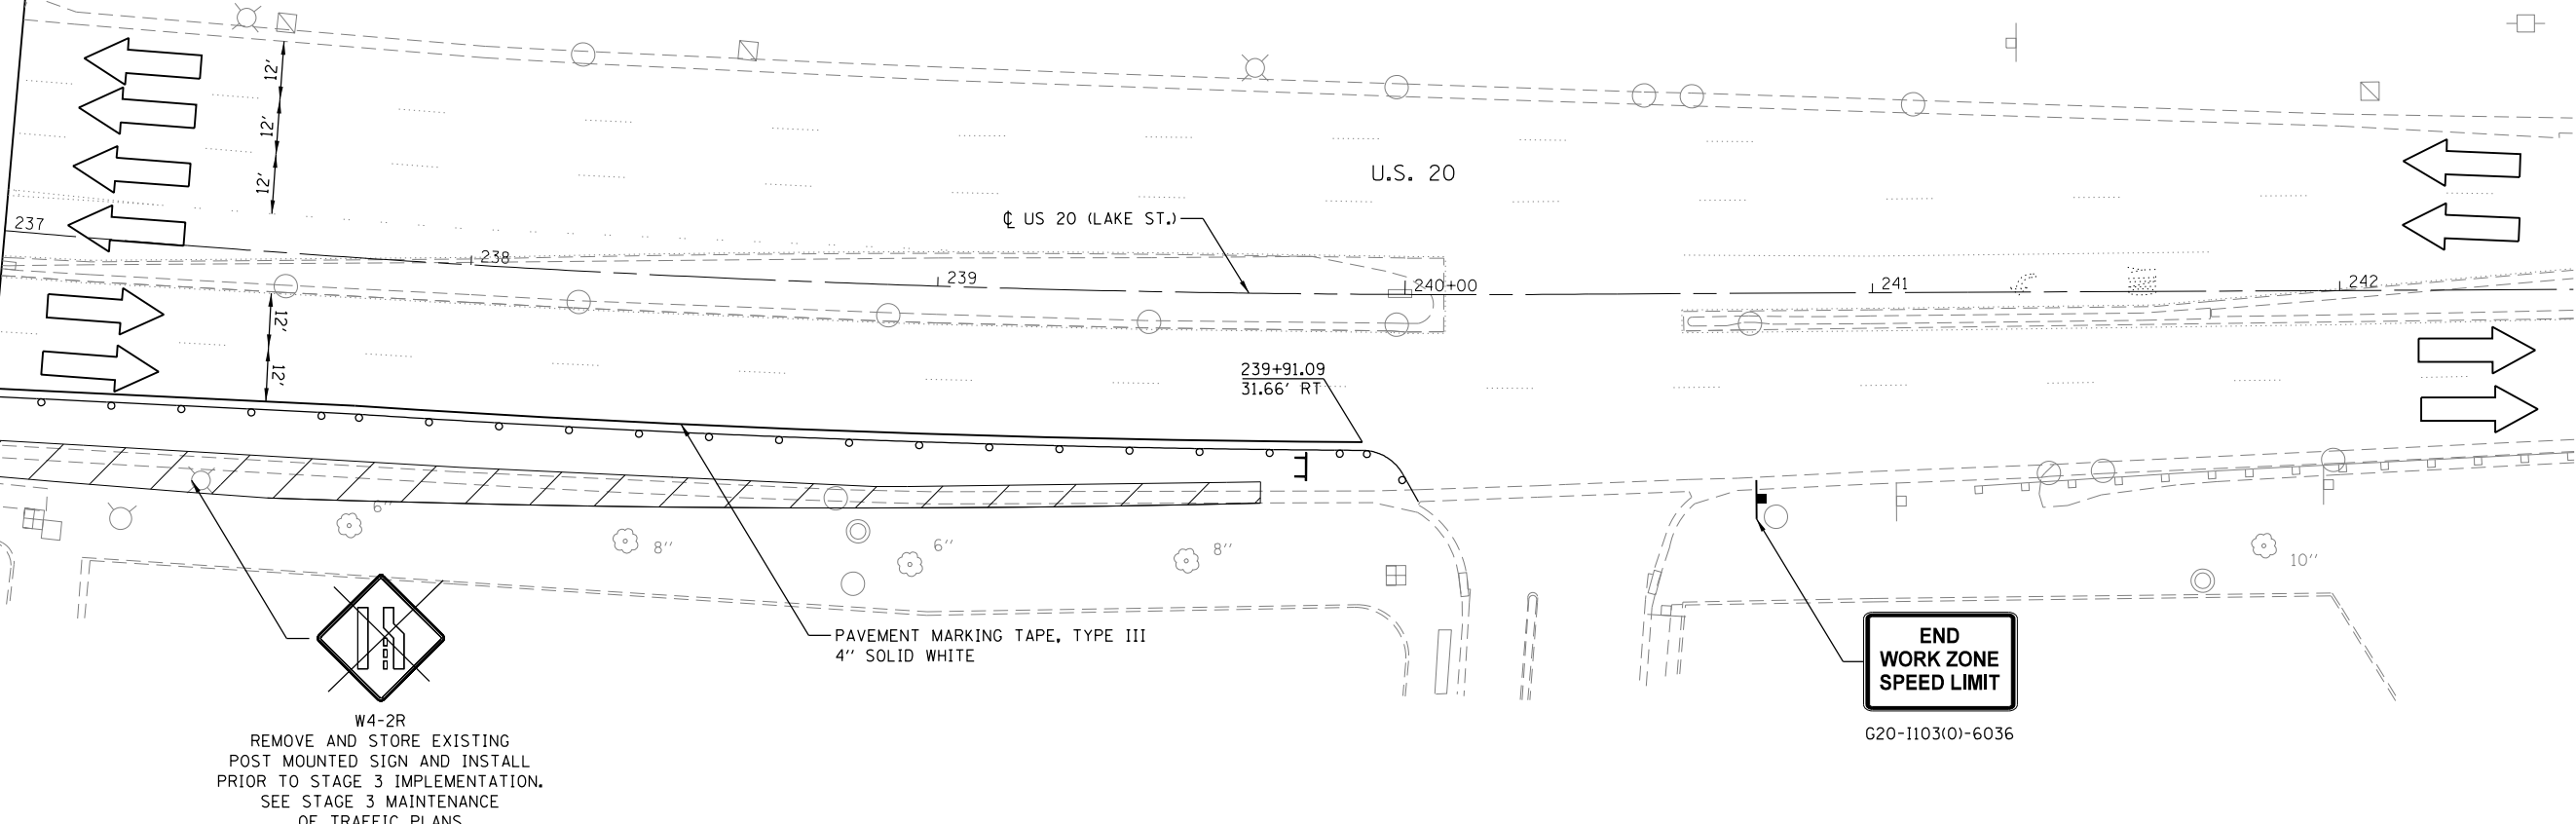 12'
12'
12'
U.S. 20
℄ US 20 (LAKE ST.)
237
238
239
240+00
241
242
12'
12'
239+91.09
31.66' RT
6"
8"
6"
8"
10"
PAVEMENT MARKING TAPE, TYPE III
4" SOLID WHITE
END
WORK ZONE
SPEED LIMIT
G20-I103(O)-6036
W4-2R
REMOVE AND STORE EXISTING
POST MOUNTED SIGN AND INSTALL
PRIOR TO STAGE 3 IMPLEMENTATION.
SEE STAGE 3 MAINTENANCE
OF TRAFFIC PLANS